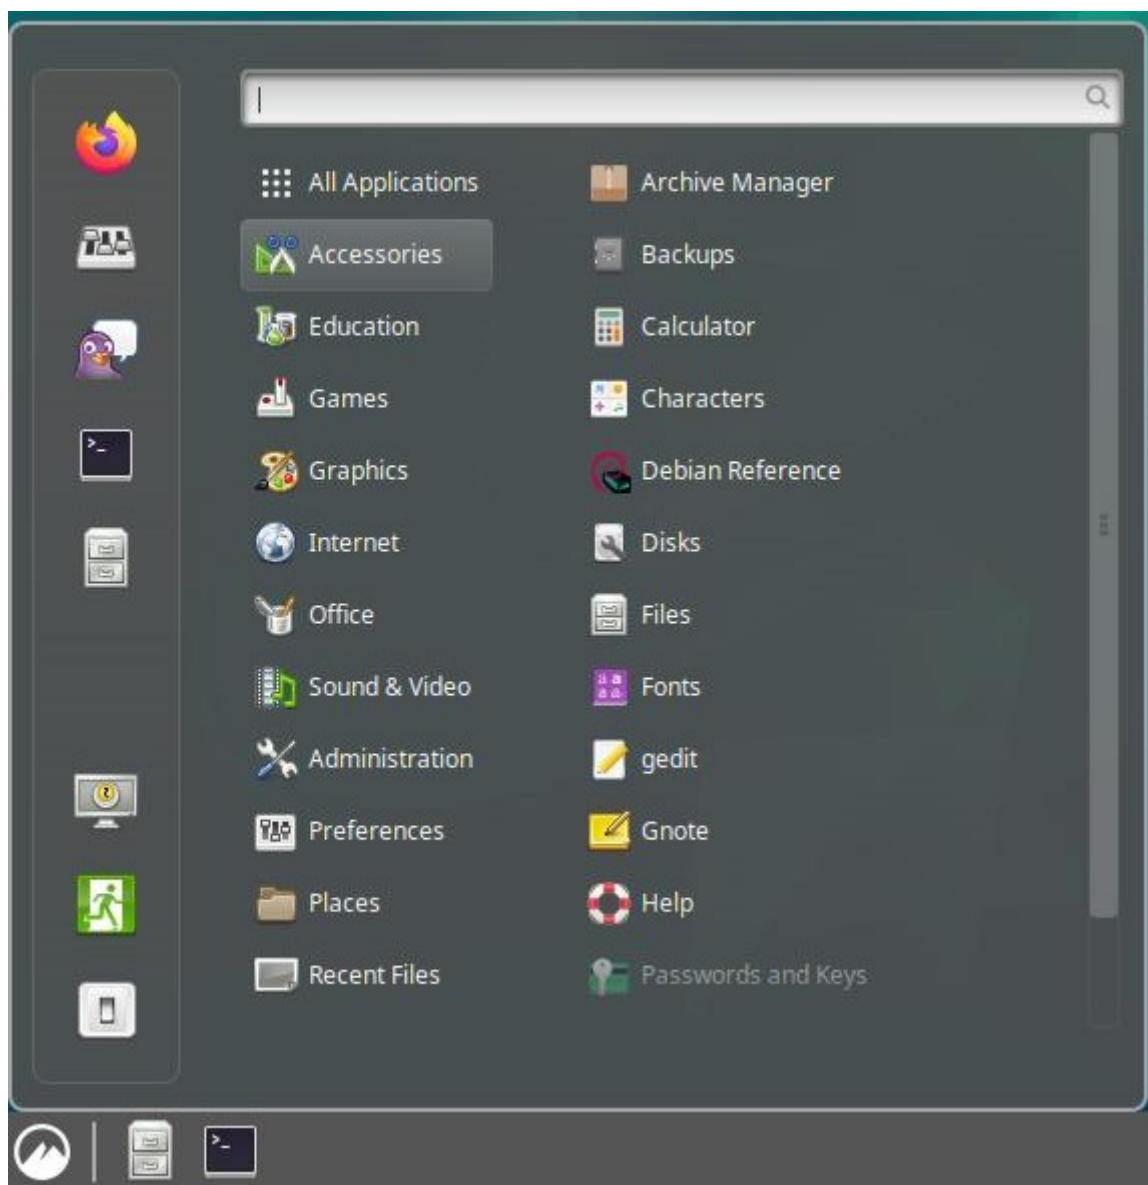 All Applications
Accessories
Education
Games
Graphics
Internet
Office
Sound & Video
Administration
Preferences
Places
Recent Files
Archive Manager
Backups
Calculator
Characters
Debian Reference
Disks
Files
Fonts
gedit
Gnote
Help
Passwords and Keys